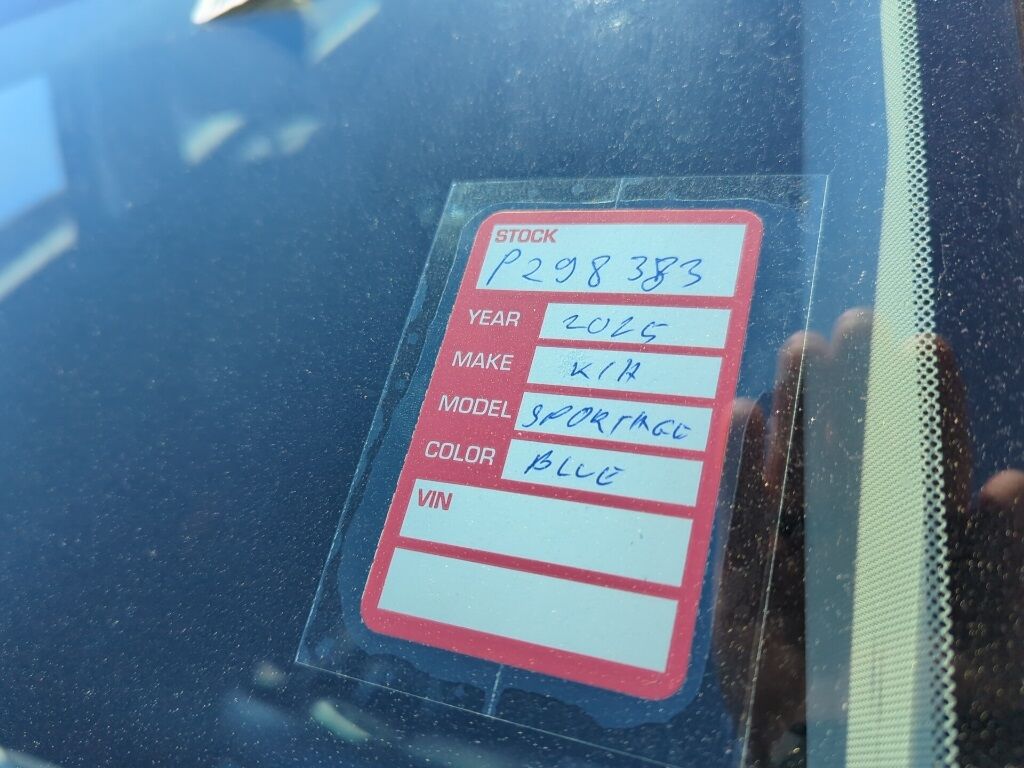 STOCK
P298383
YEAR 2025
MAKE KIA
MODEL SPORTAGE
COLOR BLUE
VIN